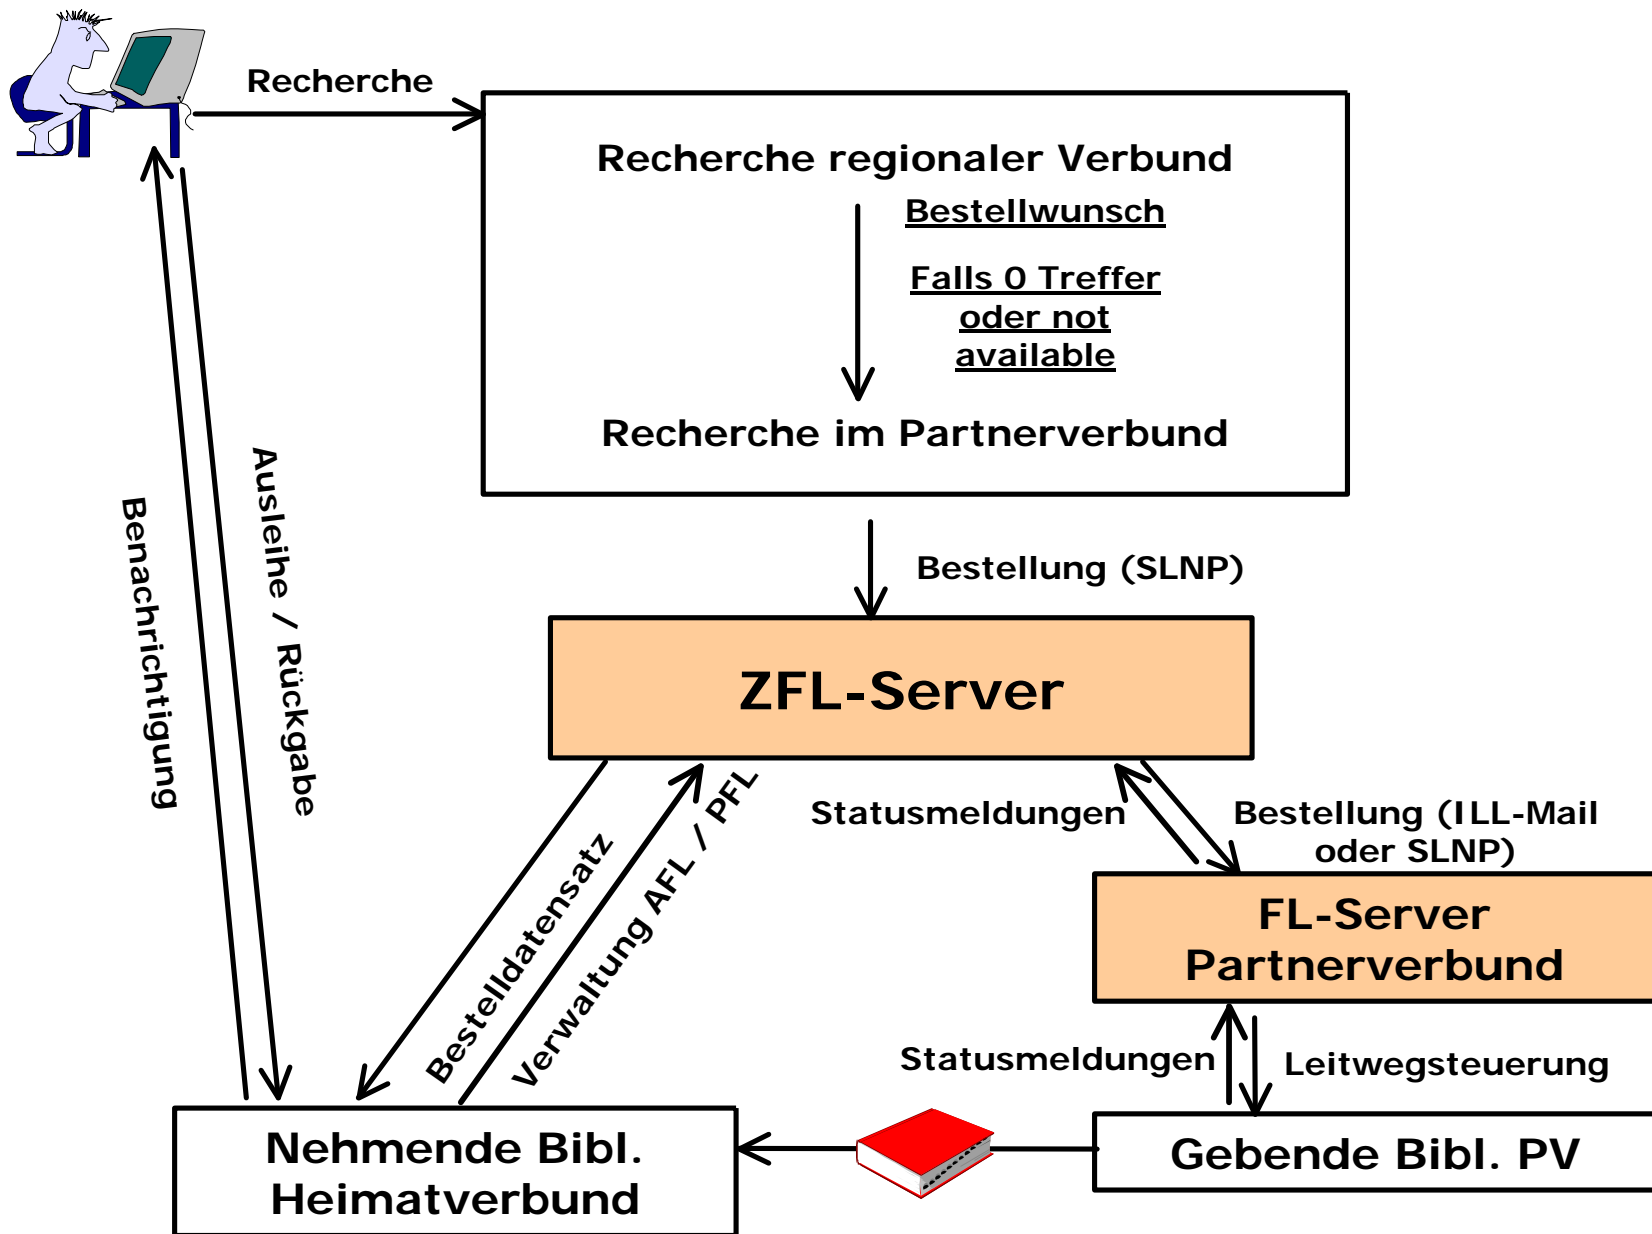 Recherche
Recherche regionaler Verbund
Bestellwunsch
Falls 0 Treffer
oder not
available
Recherche im Partnerverbund
Benachrichtigung
Ausleihe / Rückgabe
Bestellung (SLNP)
ZFL-Server
Bestelldatensatz
Verwaltung AFL / PFL
Statusmeldungen
Bestellung (ILL-Mail
oder SLNP)
FL-Server
Partnerverbund
Statusmeldungen
Leitwegsteuerung
Nehmende Bibl.
Heimatverbund
Gebende Bibl. PV